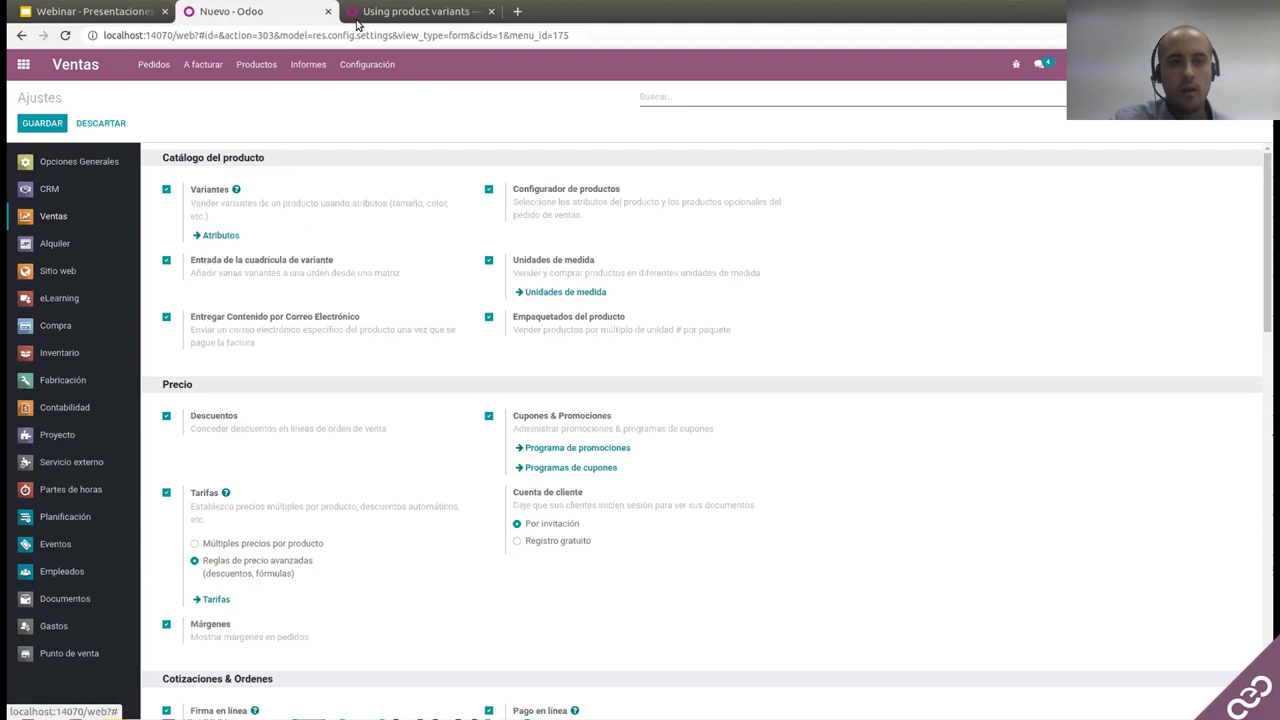 Webinar - Presentaciones
Nuevo - Odoo
Using product variants —
localhost:14070/web?#id=&action=303&model=res.config.settings&view_type=form&cids=1&menu_id=175
Ventas
Pedidos
A facturar
Productos
Informes
Configuración
4
Ajustes
Buscar...
GUARDAR
DESCARTAR
Opciones Generales
CRM
Ventas
Alquiler
Sitio web
eLearning
Compra
Inventario
Fabricación
Contabilidad
Proyecto
Servicio externo
Partes de horas
Planificación
Eventos
Empleados
Documentos
Gastos
Punto de venta
Catálogo del producto
Variantes
Vender variantes de un producto usando atributos (tamaño, color,
etc.)
Atributos
Configurador de productos
Seleccione los atributos del producto y los productos opcionales del
pedido de ventas.
Entrada de la cuadrícula de variante
Añadir varias variantes a una orden desde una matriz
Unidades de medida
Vender y comprar productos en diferentes unidades de medida
Unidades de medida
Entregar Contenido por Correo Electrónico
Enviar un correo electrónico específico del producto una vez que se
pague la factura
Empaquetados del producto
Vender productos por múltiplo de unidad # por paquete
Precio
Descuentos
Conceder descuentos en líneas de orden de venta
Cupones & Promociones
Administrar promociones & programas de cupones
Programa de promociones
Programas de cupones
Tarifas
Establezca precios múltiples por producto, descuentos automáticos,
etc.
Múltiples precios por producto
Reglas de precio avanzadas
(descuentos, fórmulas)
Tarifas
Cuenta de cliente
Deje que sus clientes inicien sesión para ver sus documentos
Por invitación
Registro gratuito
Márgenes
Mostrar márgenes en pedidos
Cotizaciones & Ordenes
Firma en línea
Pago en línea
localhost:14070/web?#